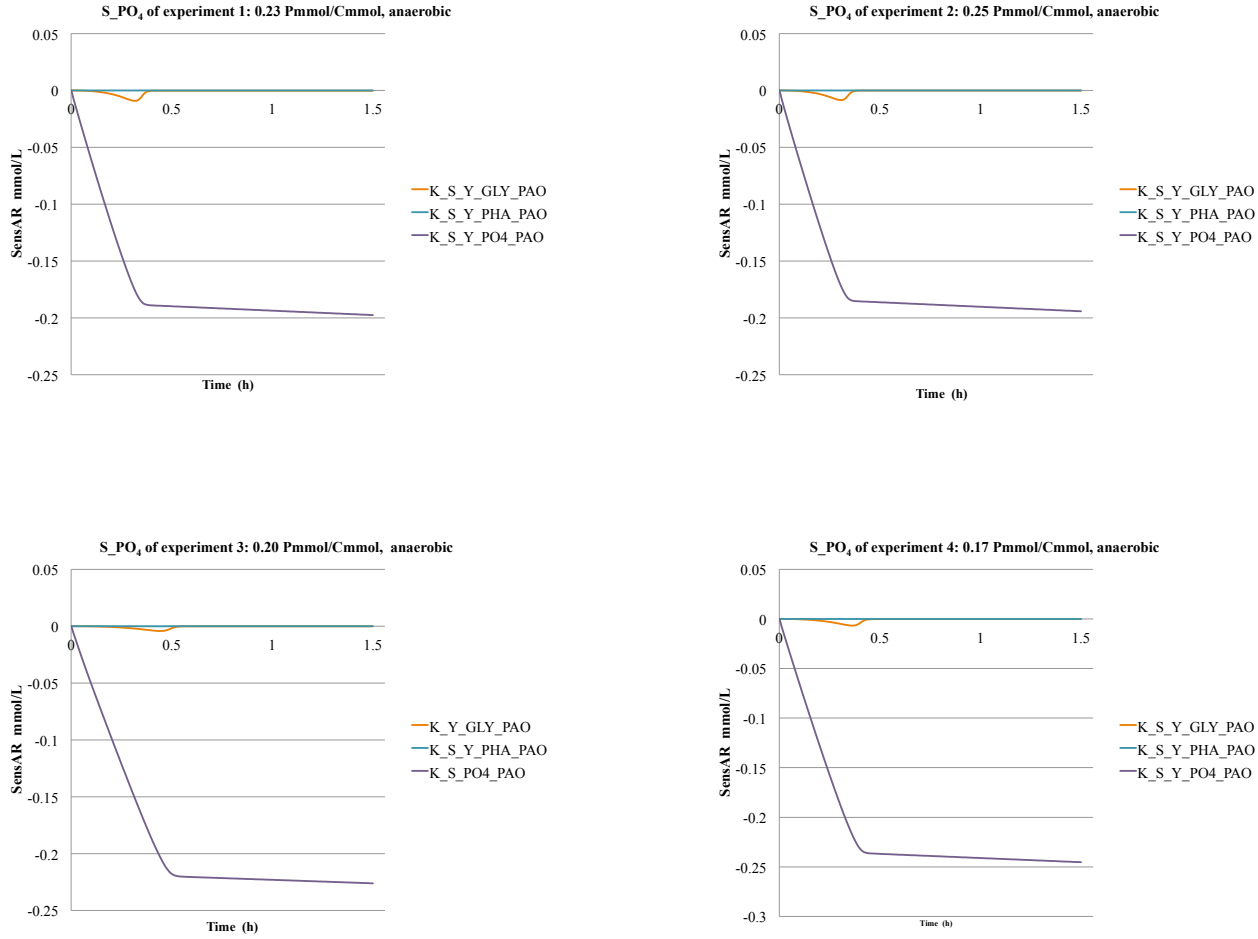 S_PO₄ of experiment 1: 0.23 Pmmol/Cmmol, anaerobic
0.05
0
-0.05
-0.1
-0.15
-0.2
-0.25
0 0.5 1 1.5
SensAR mmol/L
Time (h)
K_S_Y_GLY_PAO
K_S_Y_PHA_PAO
K_S_Y_PO4_PAO
S_PO₄ of experiment 2: 0.25 Pmmol/Cmmol, anaerobic
0.05
0
-0.05
-0.1
-0.15
-0.2
-0.25
0 0.5 1 1.5
SensAR mmol/L
Time (h)
K_S_Y_GLY_PAO
K_S_Y_PHA_PAO
K_S_Y_PO4_PAO
S_PO₄ of experiment 3: 0.20 Pmmol/Cmmol, anaerobic
0.05
0
-0.05
-0.1
-0.15
-0.2
-0.25
0 0.5 1 1.5
SensAR mmol/L
Time (h)
K_Y_GLY_PAO
K_S_Y_PHA_PAO
K_S_PO4_PAO
S_PO₄ of experiment 4: 0.17 Pmmol/Cmmol, anaerobic
0.05
0
-0.05
-0.1
-0.15
-0.2
-0.25
-0.3
0 0.5 1 1.5
SensAR mmol/L
Time (h)
K_S_Y_GLY_PAO
K_S_Y_PHA_PAO
K_S_Y_PO4_PAO